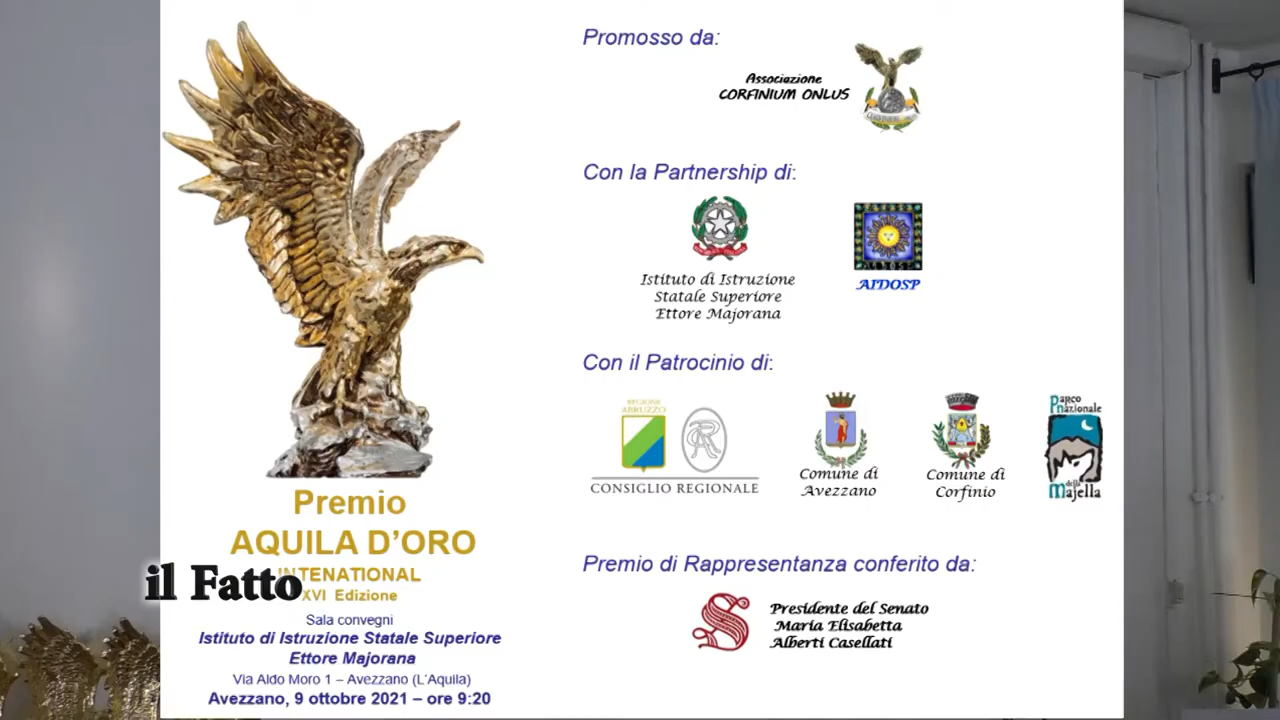 Premio
AQUILA D'ORO
INTENATIONAL
XVI Edizione
il Fatto
Sala convegni
Istituto di Istruzione Statale Superiore
Ettore Majorana
Via Aldo Moro 1 – Avezzano (L'Aquila)
Avezzano, 9 ottobre 2021 – ore 9:20
Promosso da:
Associazione
CORFINIUM ONLUS
Con la Partnership di:
Istituto di Istruzione
Statale Superiore
Ettore Majorana
AIDOSP
Con il Patrocinio di:
REGIONE
ABRUZZO
CONSIGLIO REGIONALE
Comune di
Avezzano
Comune di
Corfinio
Parco
Nazionale
della
Majella
Premio di Rappresentanza conferito da:
Presidente del Senato
Maria Elisabetta
Alberti Casellati